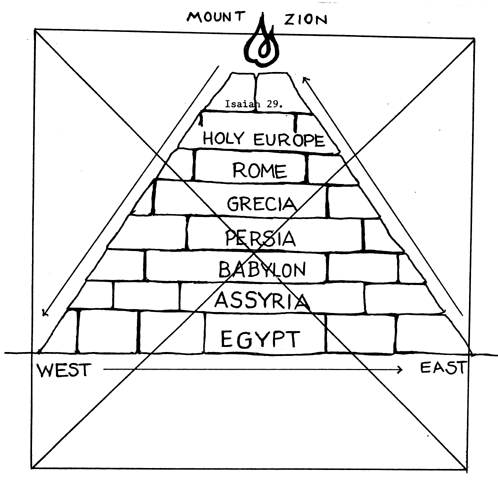 MOUNT ZION
Isaiah 29.
HOLY EUROPE
ROME
GRECIA
PERSIA
BABYLON
ASSYRIA
EGYPT
WEST EAST